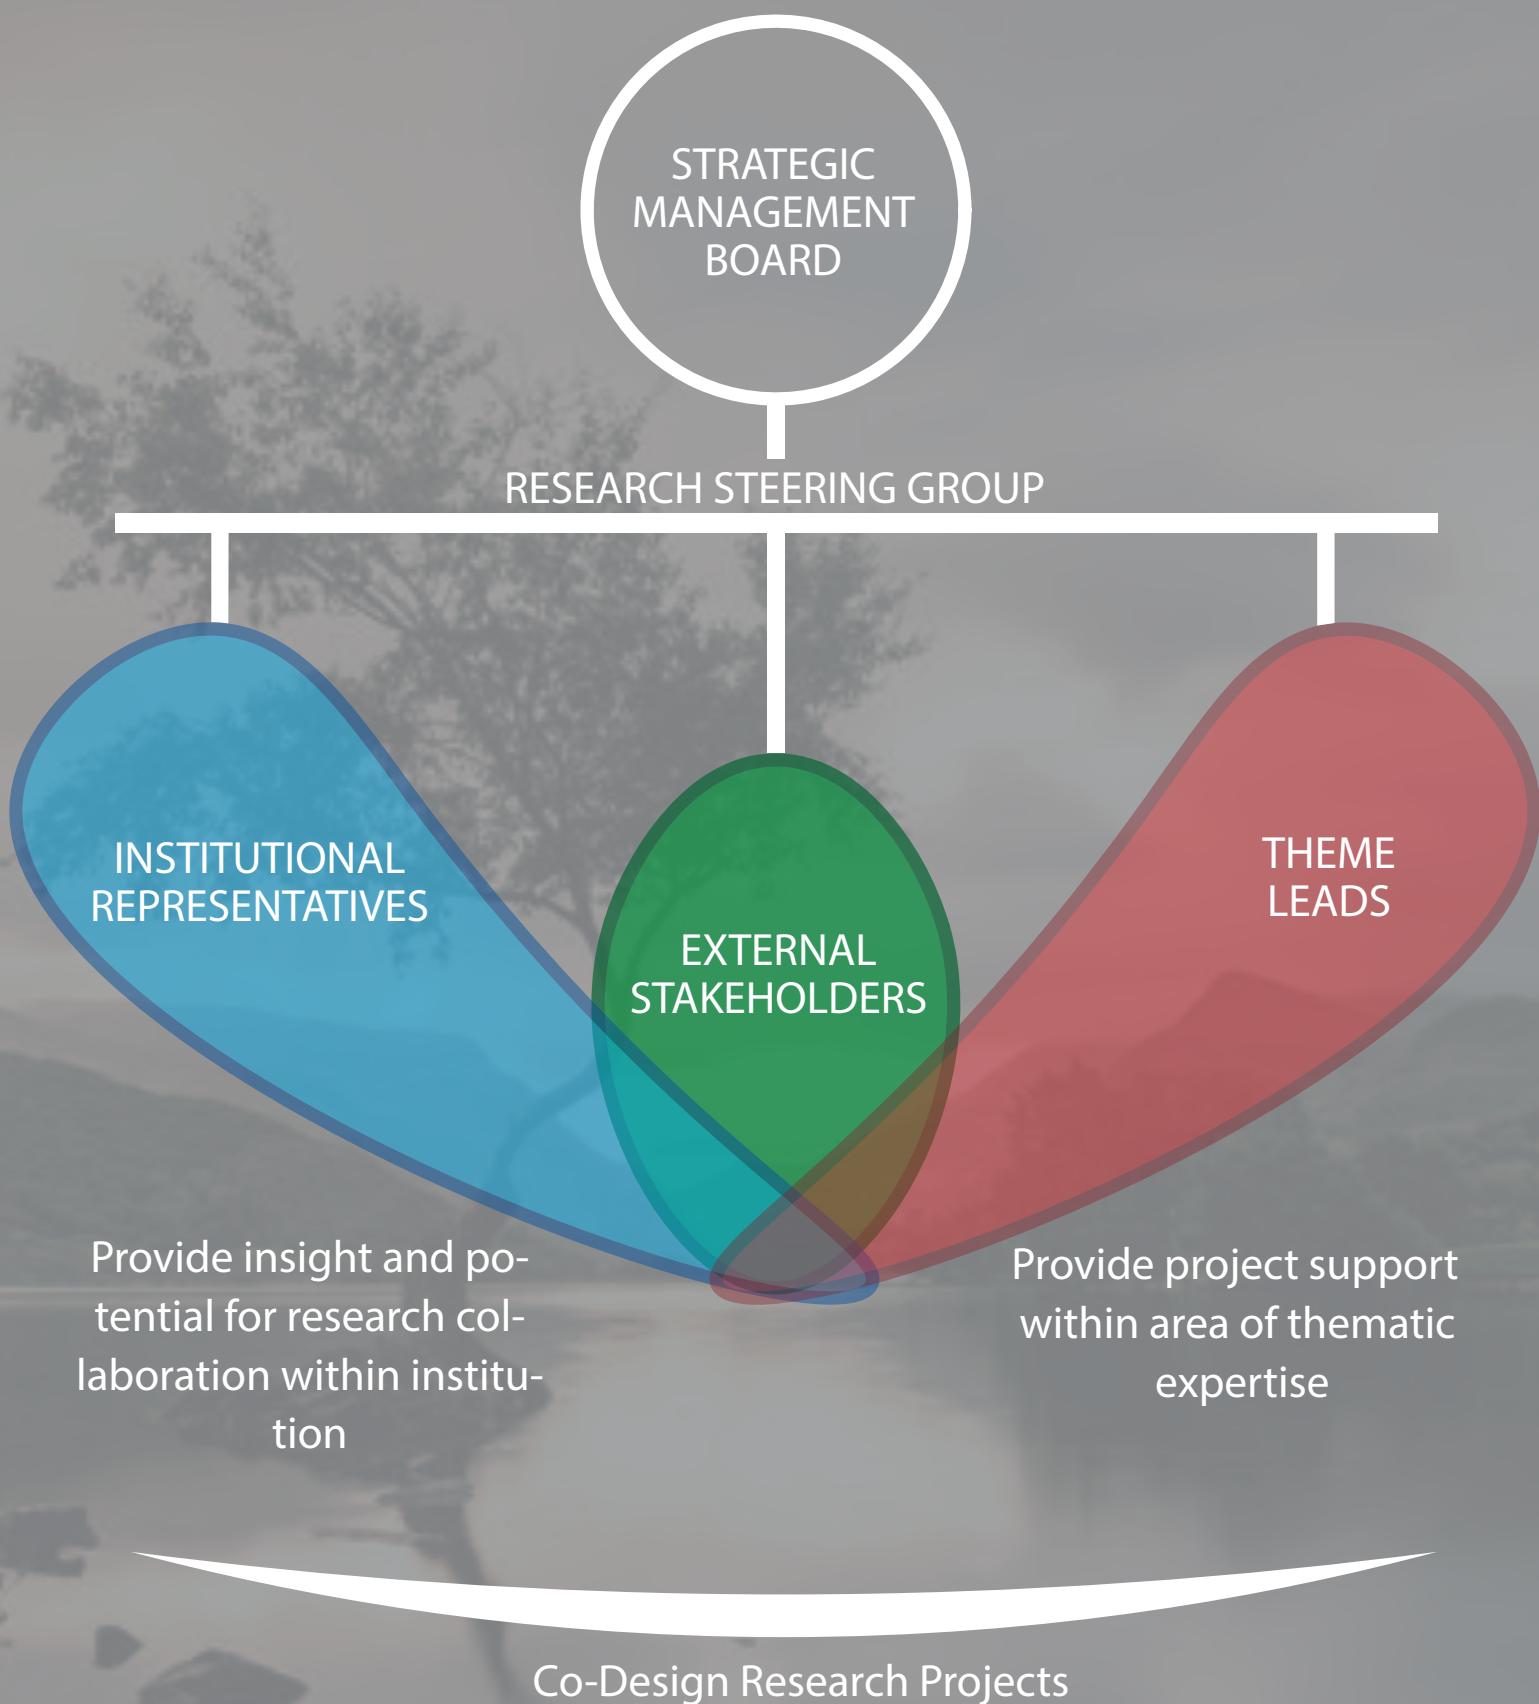 STRATEGIC
MANAGEMENT
BOARD
RESEARCH STEERING GROUP
INSTITUTIONAL
REPRESENTATIVES
EXTERNAL
STAKEHOLDERS
THEME
LEADS
Provide insight and po-
tential for research col-
laboration within institu-
tion
Provide project support
within area of thematic
expertise
Co-Design Research Projects